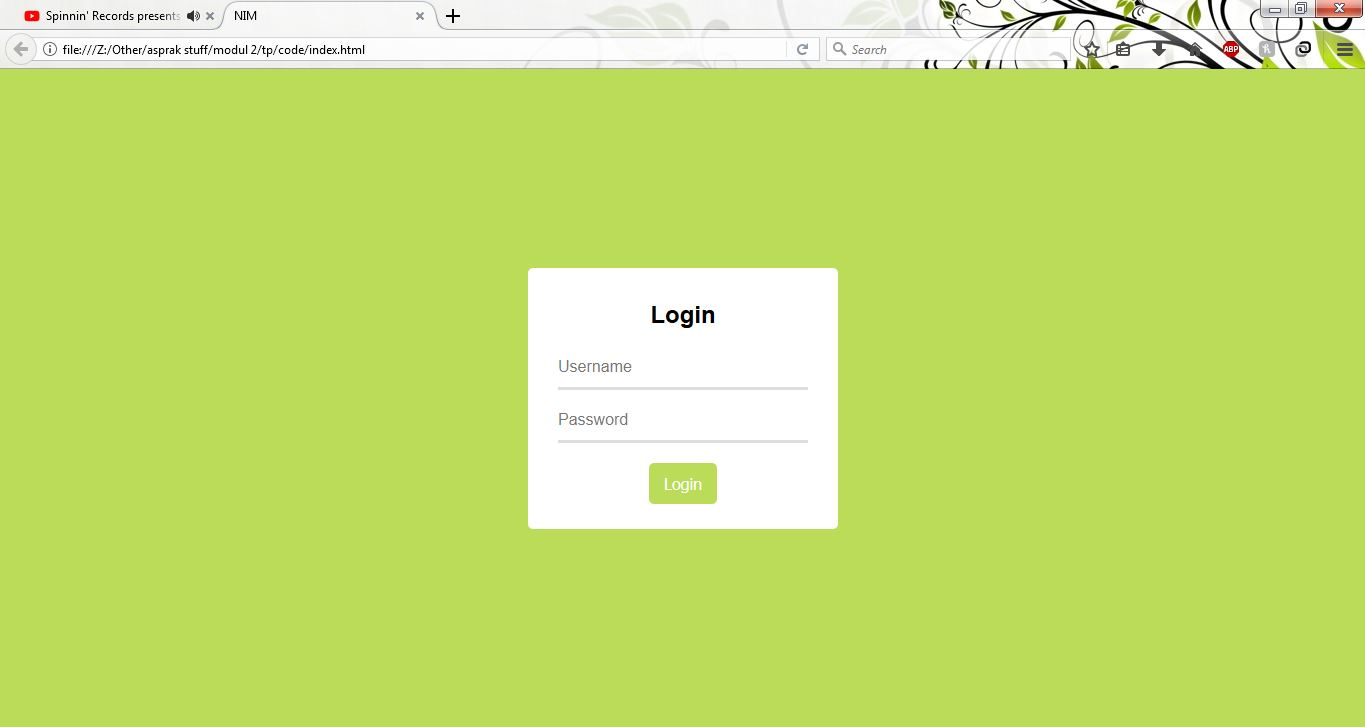 Spinnin' Records presents
NIM
file:///Z:/Other/asprak stuff/modul 2/tp/code/index.html
Search
ABP
Login
Username
Password
Login